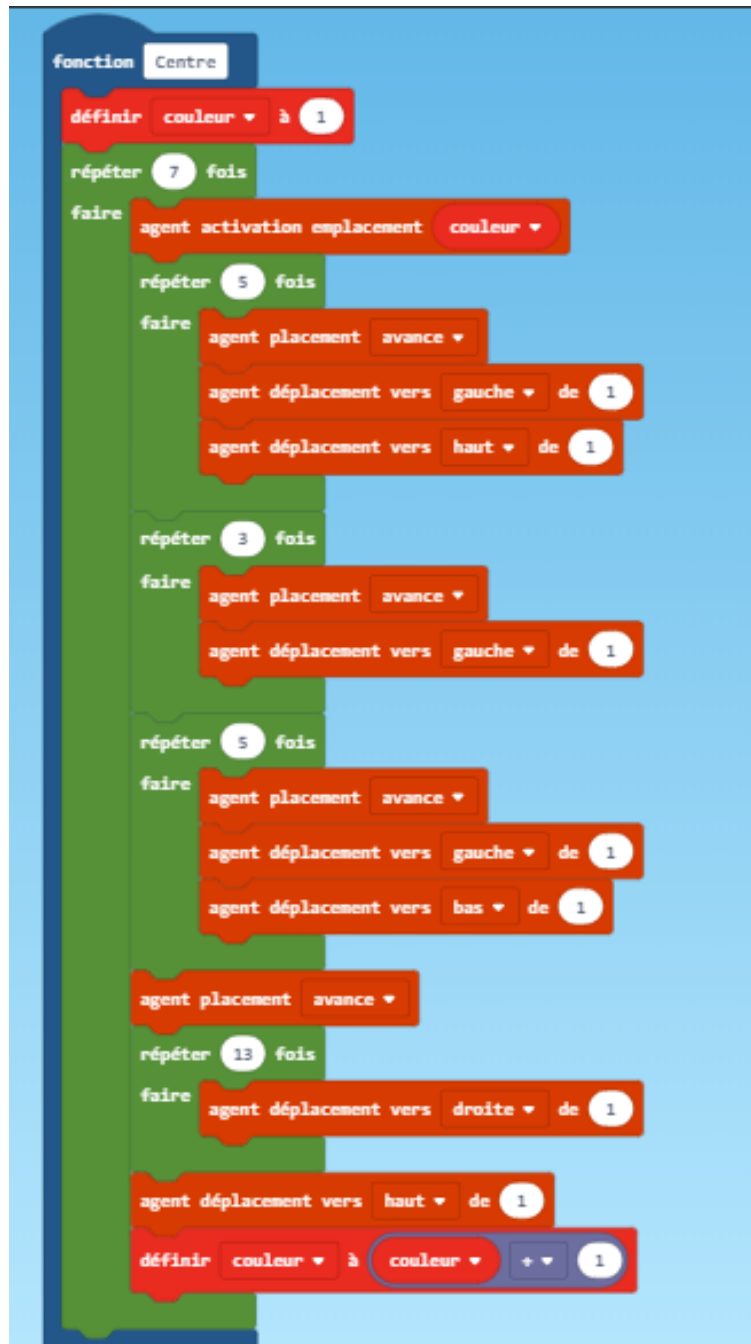 fonction Centre
définir couleur à 1
répéter 7 fois
faire
agent activation emplacement couleur
répéter 5 fois
faire
agent placement avance
agent déplacement vers gauche de 1
agent déplacement vers haut de 1
répéter 3 fois
faire
agent placement avance
agent déplacement vers gauche de 1
répéter 5 fois
faire
agent placement avance
agent déplacement vers gauche de 1
agent déplacement vers bas de 1
agent placement avance
répéter 13 fois
faire
agent déplacement vers droite de 1
agent déplacement vers haut de 1
définir couleur à couleur + 1